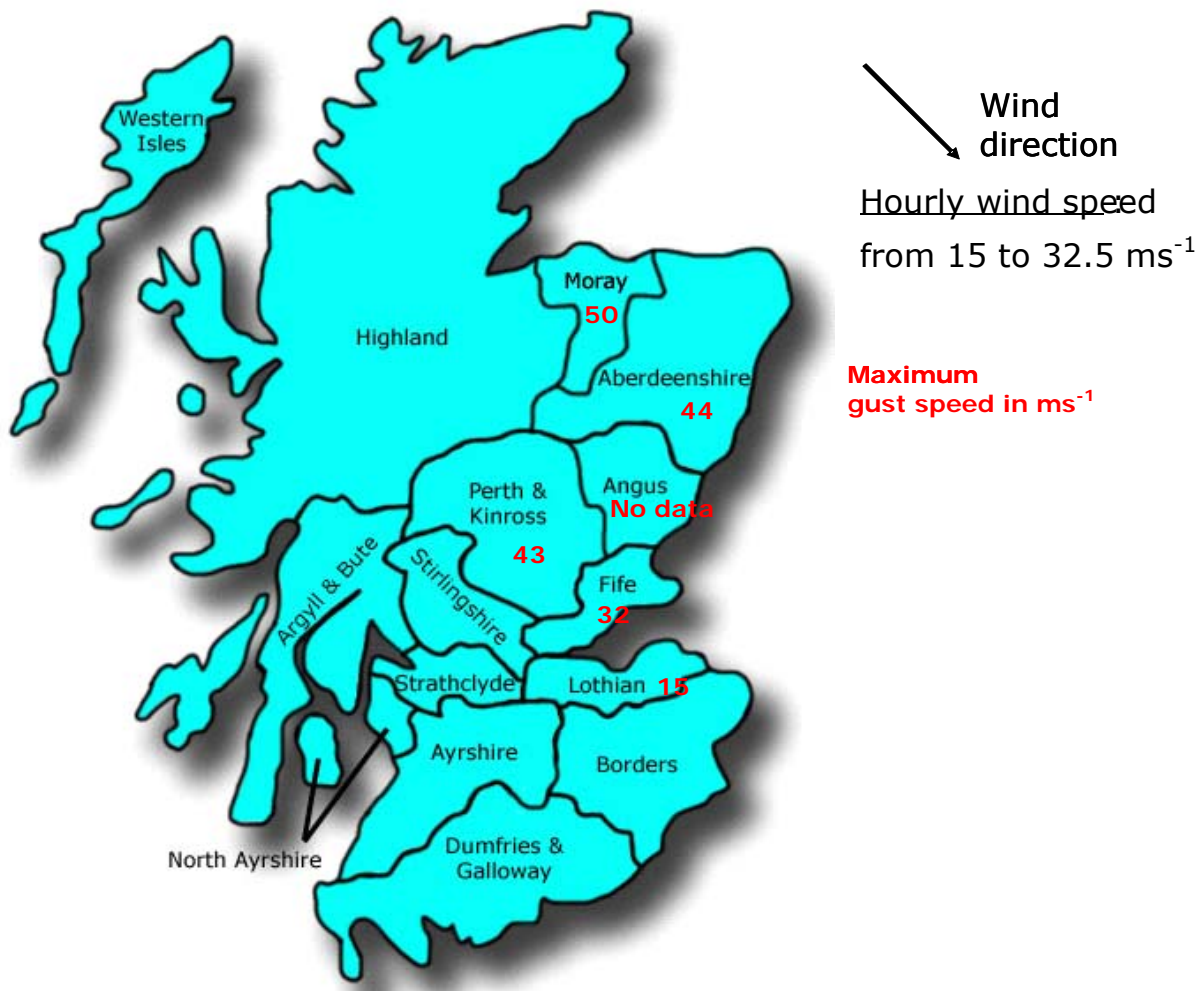 Western
Isles
Wind
direction
Hourly wind speed:
from 15 to 32.5 ms-1
Moray
50
Highland
Aberdeenshire
44
Maximum
gust speed in ms-1
Perth &
Kinross
43
Angus
No data
Argyll & Bute
Stirlingshire
Fife
32
Strathclyde
Lothian 15
Ayrshire
Borders
North Ayrshire
Dumfries &
Galloway